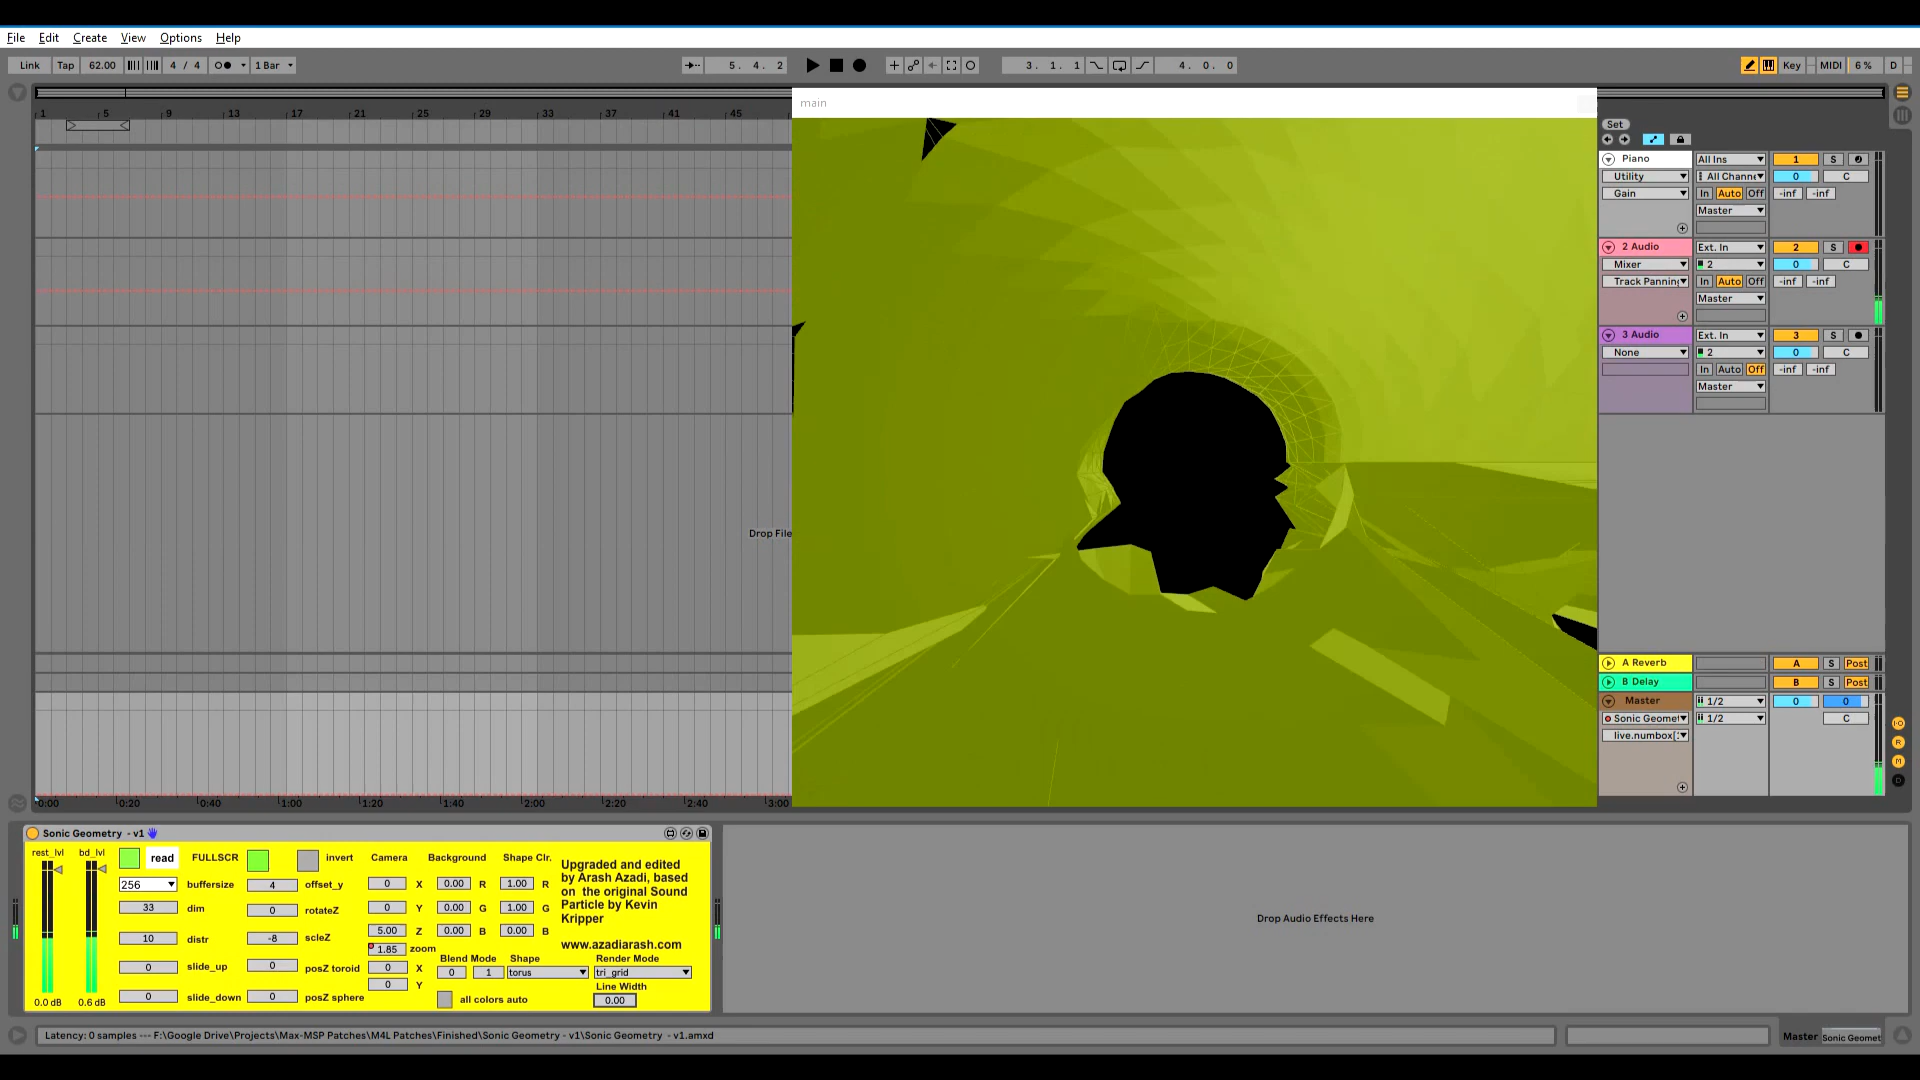 File Edit Create View Options Help
Link Tap 62.00 4 / 4 1 Bar 5. 4. 2 3. 1. 1 4. 0. 0 Key MIDI 6 % D
main
1 5 9 13 17 21 25 29 33 37 41 45
Set
Piano All Ins 1 S
Utility All Channe 0 C
Gain In Auto Off -inf -inf
Master
2 Audio Ext. In 2 S
Mixer 2 0 C
Track Panning In Auto Off -inf -inf
Master
3 Audio Ext. In 3 S
None 2 0 C
In Auto Off -inf -inf
Master
Drop File
A Reverb A S Post
B Delay B S Post
Master 1/2 0 0
Sonic Geomet 1/2 C
live.numbox[
0:00 0:20 0:40 1:00 1:20 1:40 2:00 2:20 2:40 3:00
Sonic Geometry - v1
rest_lvl bd_lvl read FULLSCR invert Camera Background Shape Clr.
256 buffersize 4 offset_y 0 X 0.00 R 1.00 R
33 dim 0 rotateZ 0 Y 0.00 G 1.00 G
10 distr -8 scleZ 5.00 Z 0.00 B 0.00 B
1.85 zoom
0 slide_up 0 posZ toroid 0 X
0 Y
0 slide_down 0 posZ sphere
0.0 dB 0.6 dB
Blend Mode Shape Render Mode
0 1 torus tri_grid
Line Width
all colors auto 0.00
Upgraded and edited
by Arash Azadi, based
on the original Sound
Particle by Kevin
Kripper
www.azadiarash.com
Drop Audio Effects Here
Latency: 0 samples --- F:\Google Drive\Projects\Max-MSP Patches\M4L Patches\Finished\Sonic Geometry - v1\Sonic Geometry - v1.amxd
Master Sonic Geomet